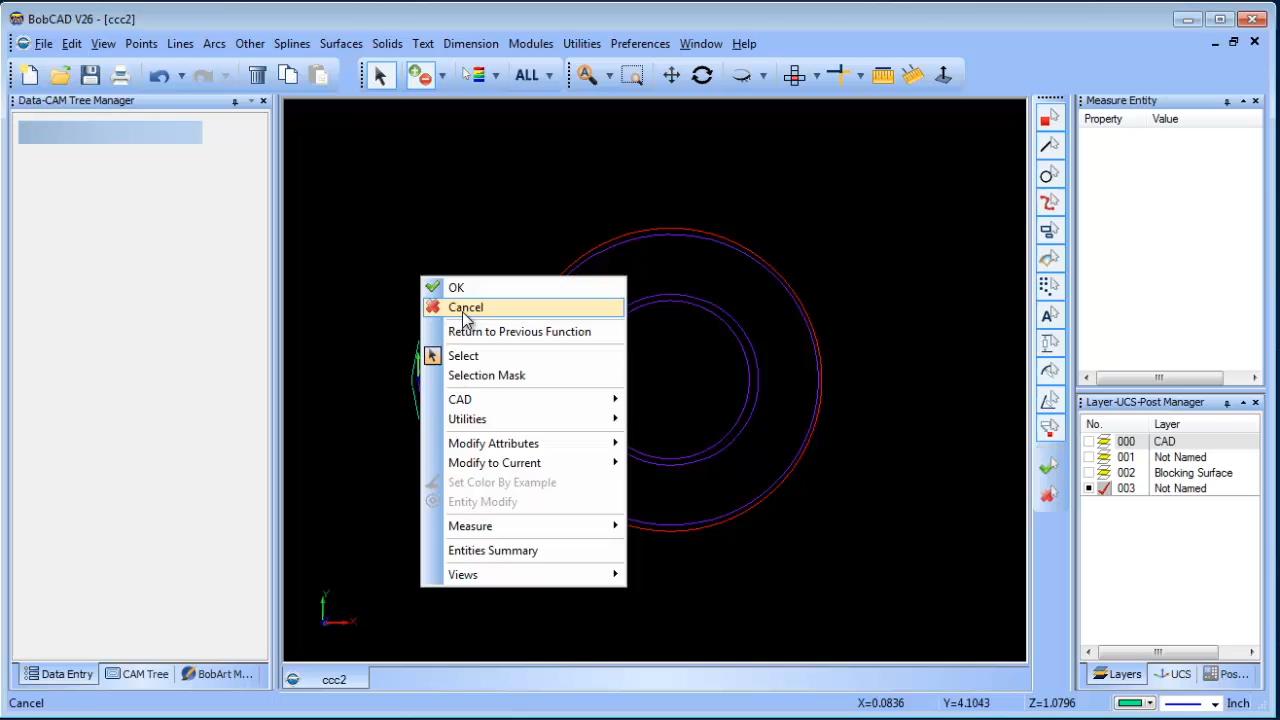 BobCAD V26 - [ccc2]
File Edit View Points Lines Arcs Other Splines Surfaces Solids Text Dimension Modules Utilities Preferences Window Help
ALL
Data-CAM Tree Manager
Measure Entity
Property Value
OK
Cancel
Return to Previous Function
Select
Selection Mask
CAD
Utilities
Modify Attributes
Modify to Current
Set Color By Example
Entity Modify
Measure
Entities Summary
Views
Layer-UCS-Post Manager
No. Layer
000 CAD
001 Not Named
002 Blocking Surface
003 Not Named
Y
X
Data Entry CAM Tree BobArt M...
ccc2
Layers UCS Pos...
Cancel
X=0.0836 Y=4.1043 Z=1.0796 Inch